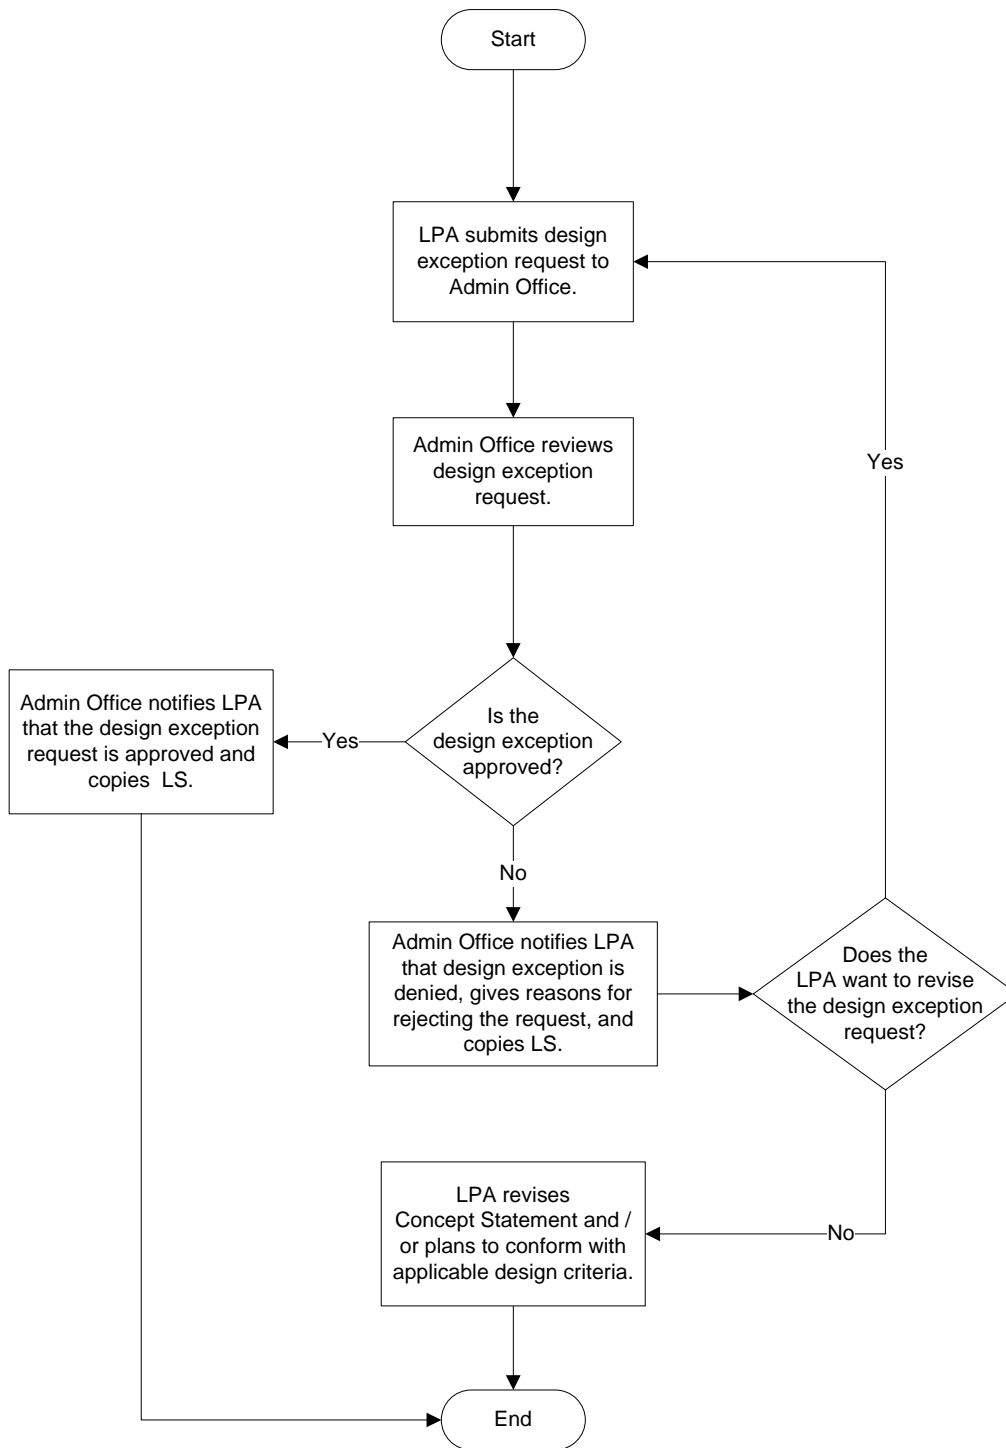 Start
LPA submits design
exception request to
Admin Office.
Admin Office reviews
design exception
request.
Yes
Is the
design exception
approved?
Yes
Admin Office notifies LPA
that the design exception
request is approved and
copies  LS.
No
Admin Office notifies LPA
that design exception is
denied, gives reasons for
rejecting the request, and
copies LS.
Does the
LPA want to revise
the design exception
request?
No
LPA revises
Concept Statement and /
or plans to conform with
applicable design criteria.
End